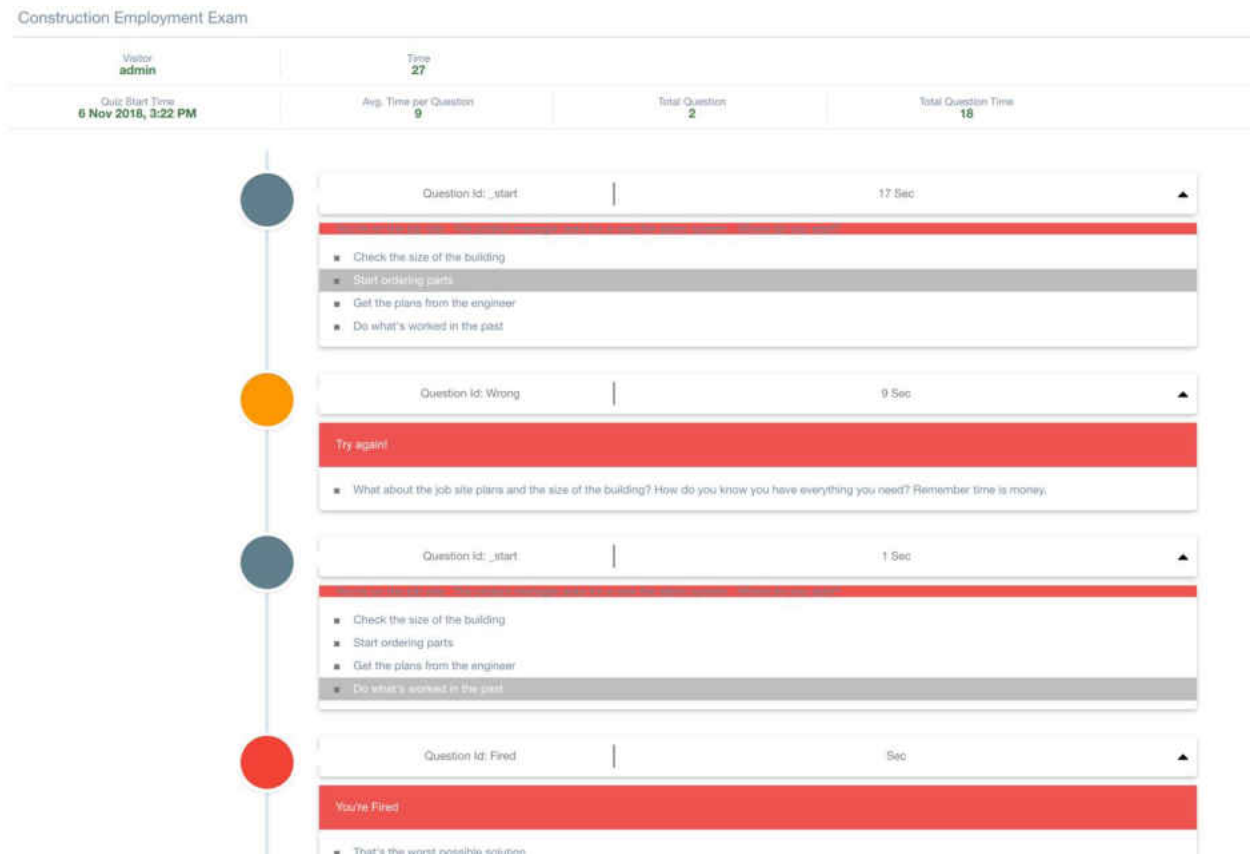 Construction Employment Exam
Visitor
admin
Time
27
Quiz Start Time
6 Nov 2018, 3:22 PM
Avg. Time per Question
9
Total Question
2
Total Question Time
18
Question Id: _start
17 Sec
Check the size of the building
Start ordering parts
Get the plans from the engineer
Do what's worked in the past
Question Id: Wrong
9 Sec
Try again!
What about the job site plans and the size of the building? How do you know you have everything you need? Remember time is money.
Question Id: _start
1 Sec
Check the size of the building
Start ordering parts
Get the plans from the engineer
Do what's worked in the past
Question Id: Fired
Sec
You're Fired
That's the worst possible solution